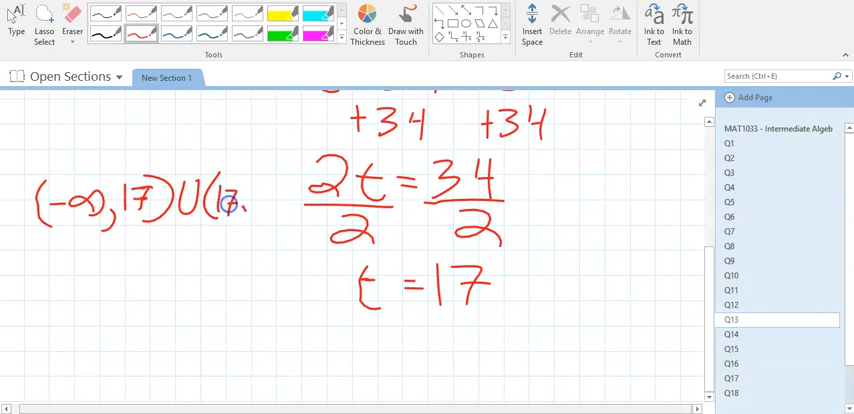 Type
Lasso
Select
Eraser
Color &
Thickness
Draw with
Touch
Insert
Space
Delete
Arrange
Rotate
Ink to
Text
Ink to
Math
Tools
Shapes
Edit
Convert
Open Sections
New Section 1
Search (Ctrl+E)
+34 +34
2t = 34
2 2
t = 17
(-∞, 17) U (17,
Add Page
MAT1033 - Intermediate Algeb
Q1
Q2
Q3
Q4
Q5
Q6
Q7
Q8
Q9
Q10
Q11
Q12
Q13
Q14
Q15
Q16
Q17
Q18